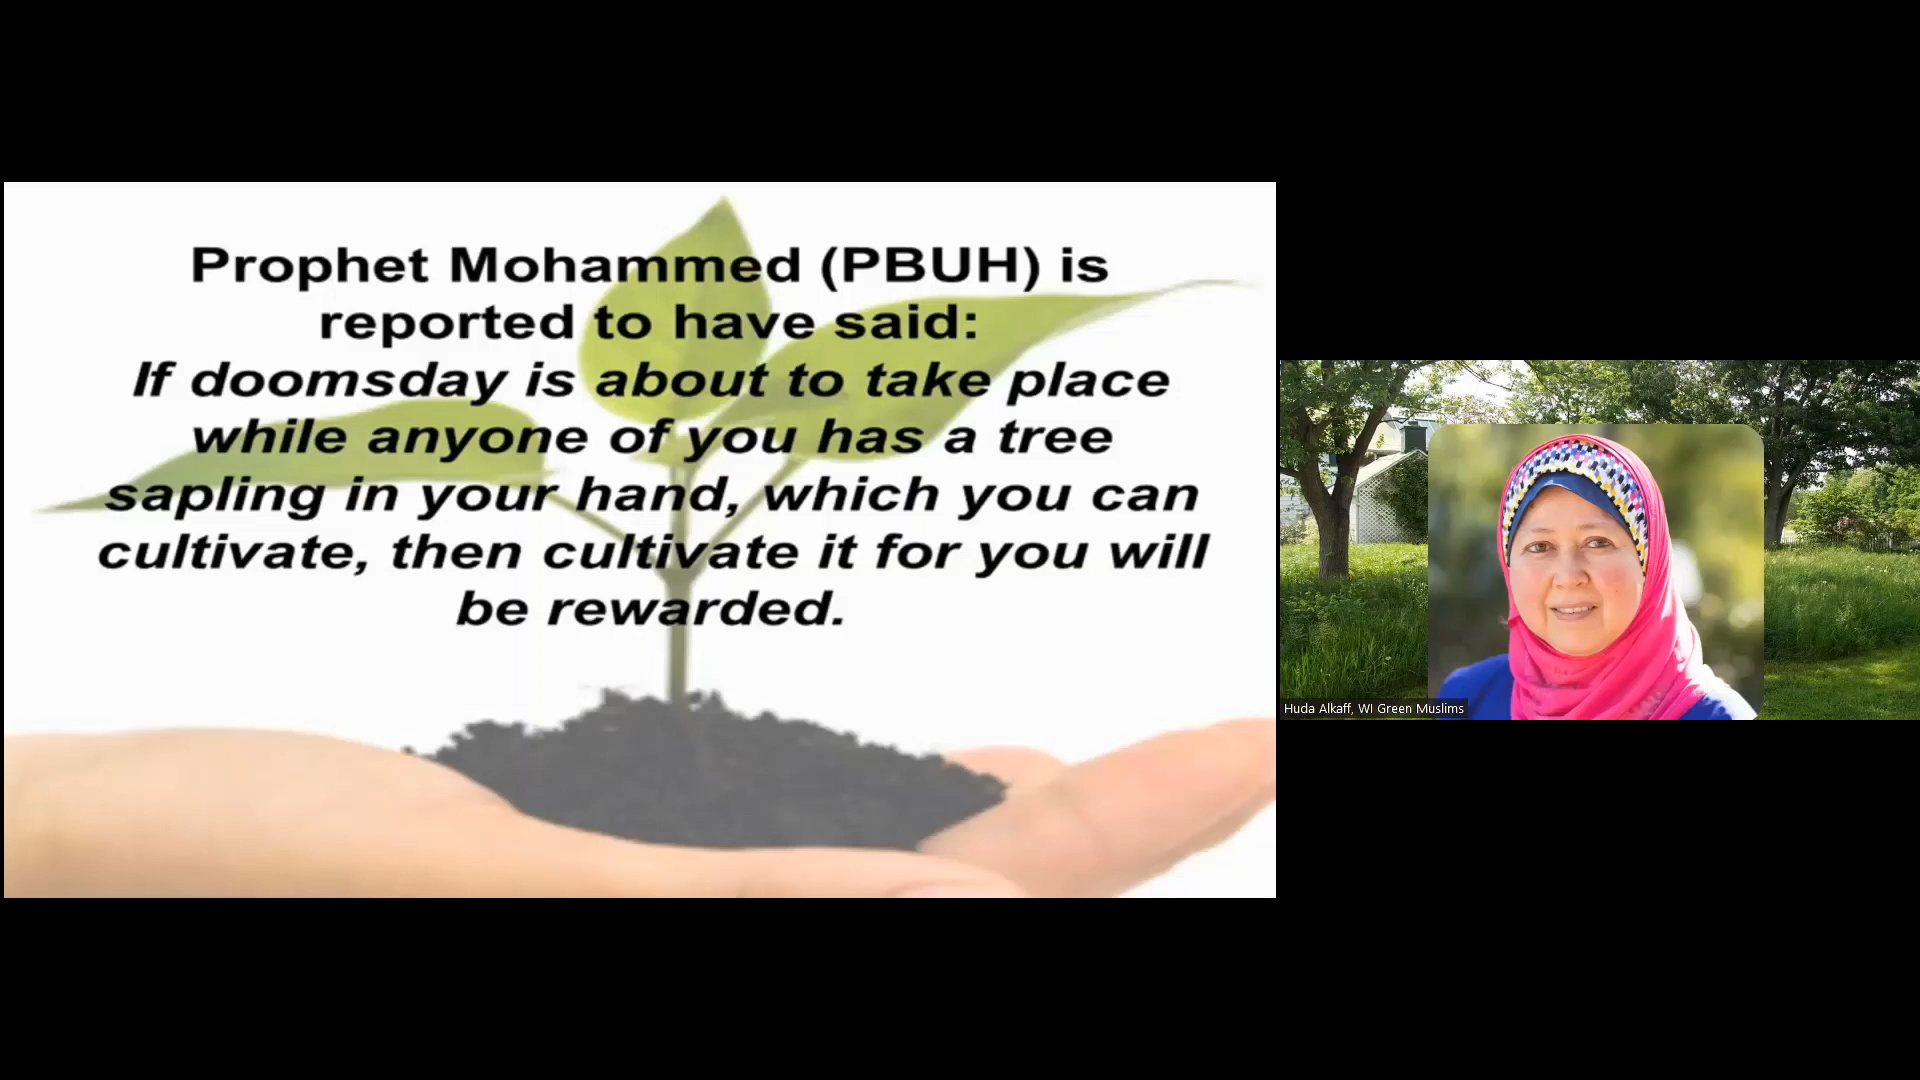 Prophet Mohammed (PBUH) is
reported to have said:
If doomsday is about to take place
while anyone of you has a tree
sapling in your hand, which you can
cultivate, then cultivate it for you will
be rewarded.
Huda Alkaff, WI Green Muslims